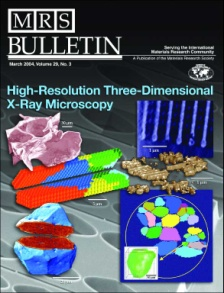 MRS
BULLETIN
Serving the International
Materials Research Community
A Publication of the Materials Research Society
March 2004, Volume 29, No. 3
High-Resolution Three-Dimensional
X-Ray Microscopy